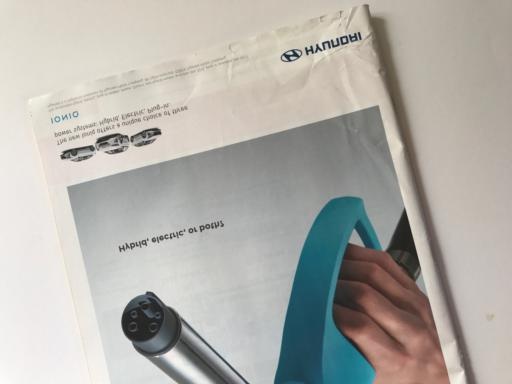 Hybrid, electric, or both?
The new Ioniq offers a unique choice of three
power systems: Hybrid, Electric, Plug-in.
IONIQ
HYUNDAI